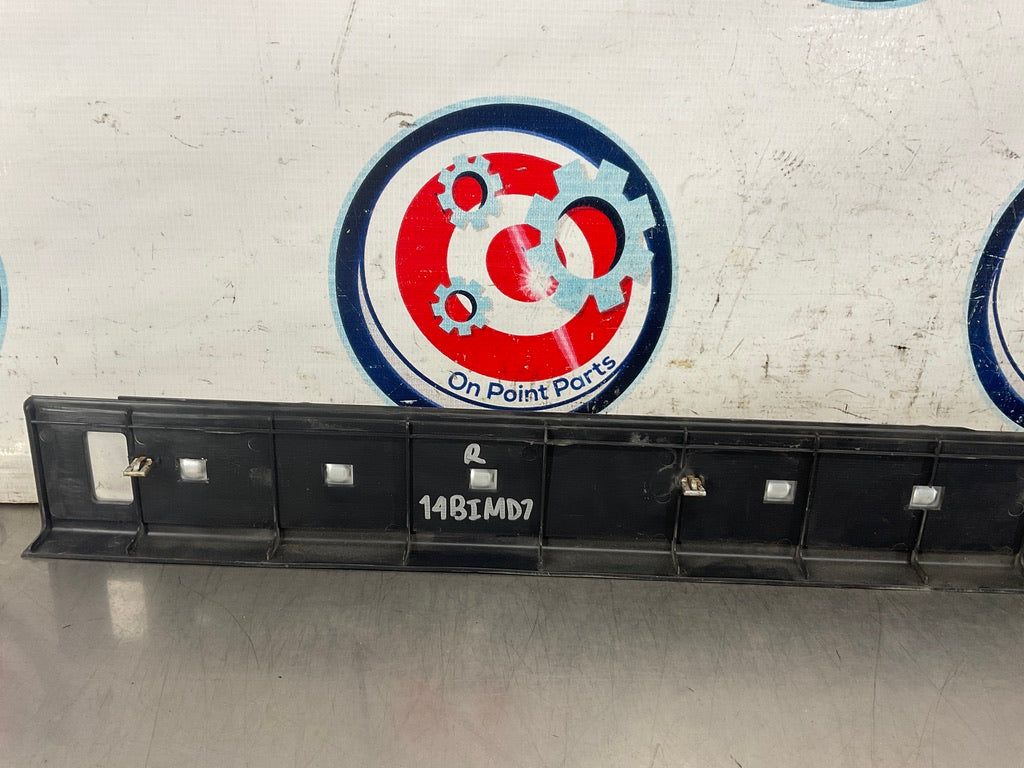 On Point Parts
R
14BIMD7